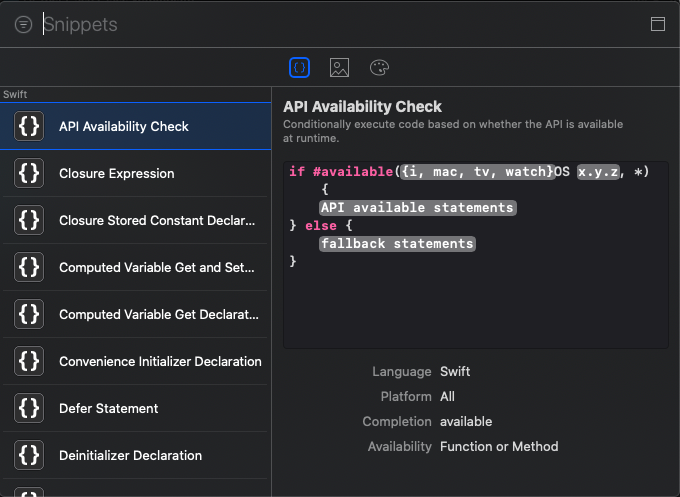 Snippets
Swift
API Availability Check
Closure Expression
Closure Stored Constant Declar...
Computed Variable Get and Set...
Computed Variable Get Declarat...
Convenience Initializer Declaration
Defer Statement
Deinitializer Declaration
API Availability Check
Conditionally execute code based on whether the API is available
at runtime.
if #available({i, mac, tv, watch}OS x.y.z, *)
{
API available statements
} else {
fallback statements
}
Language Swift
Platform All
Completion available
Availability Function or Method